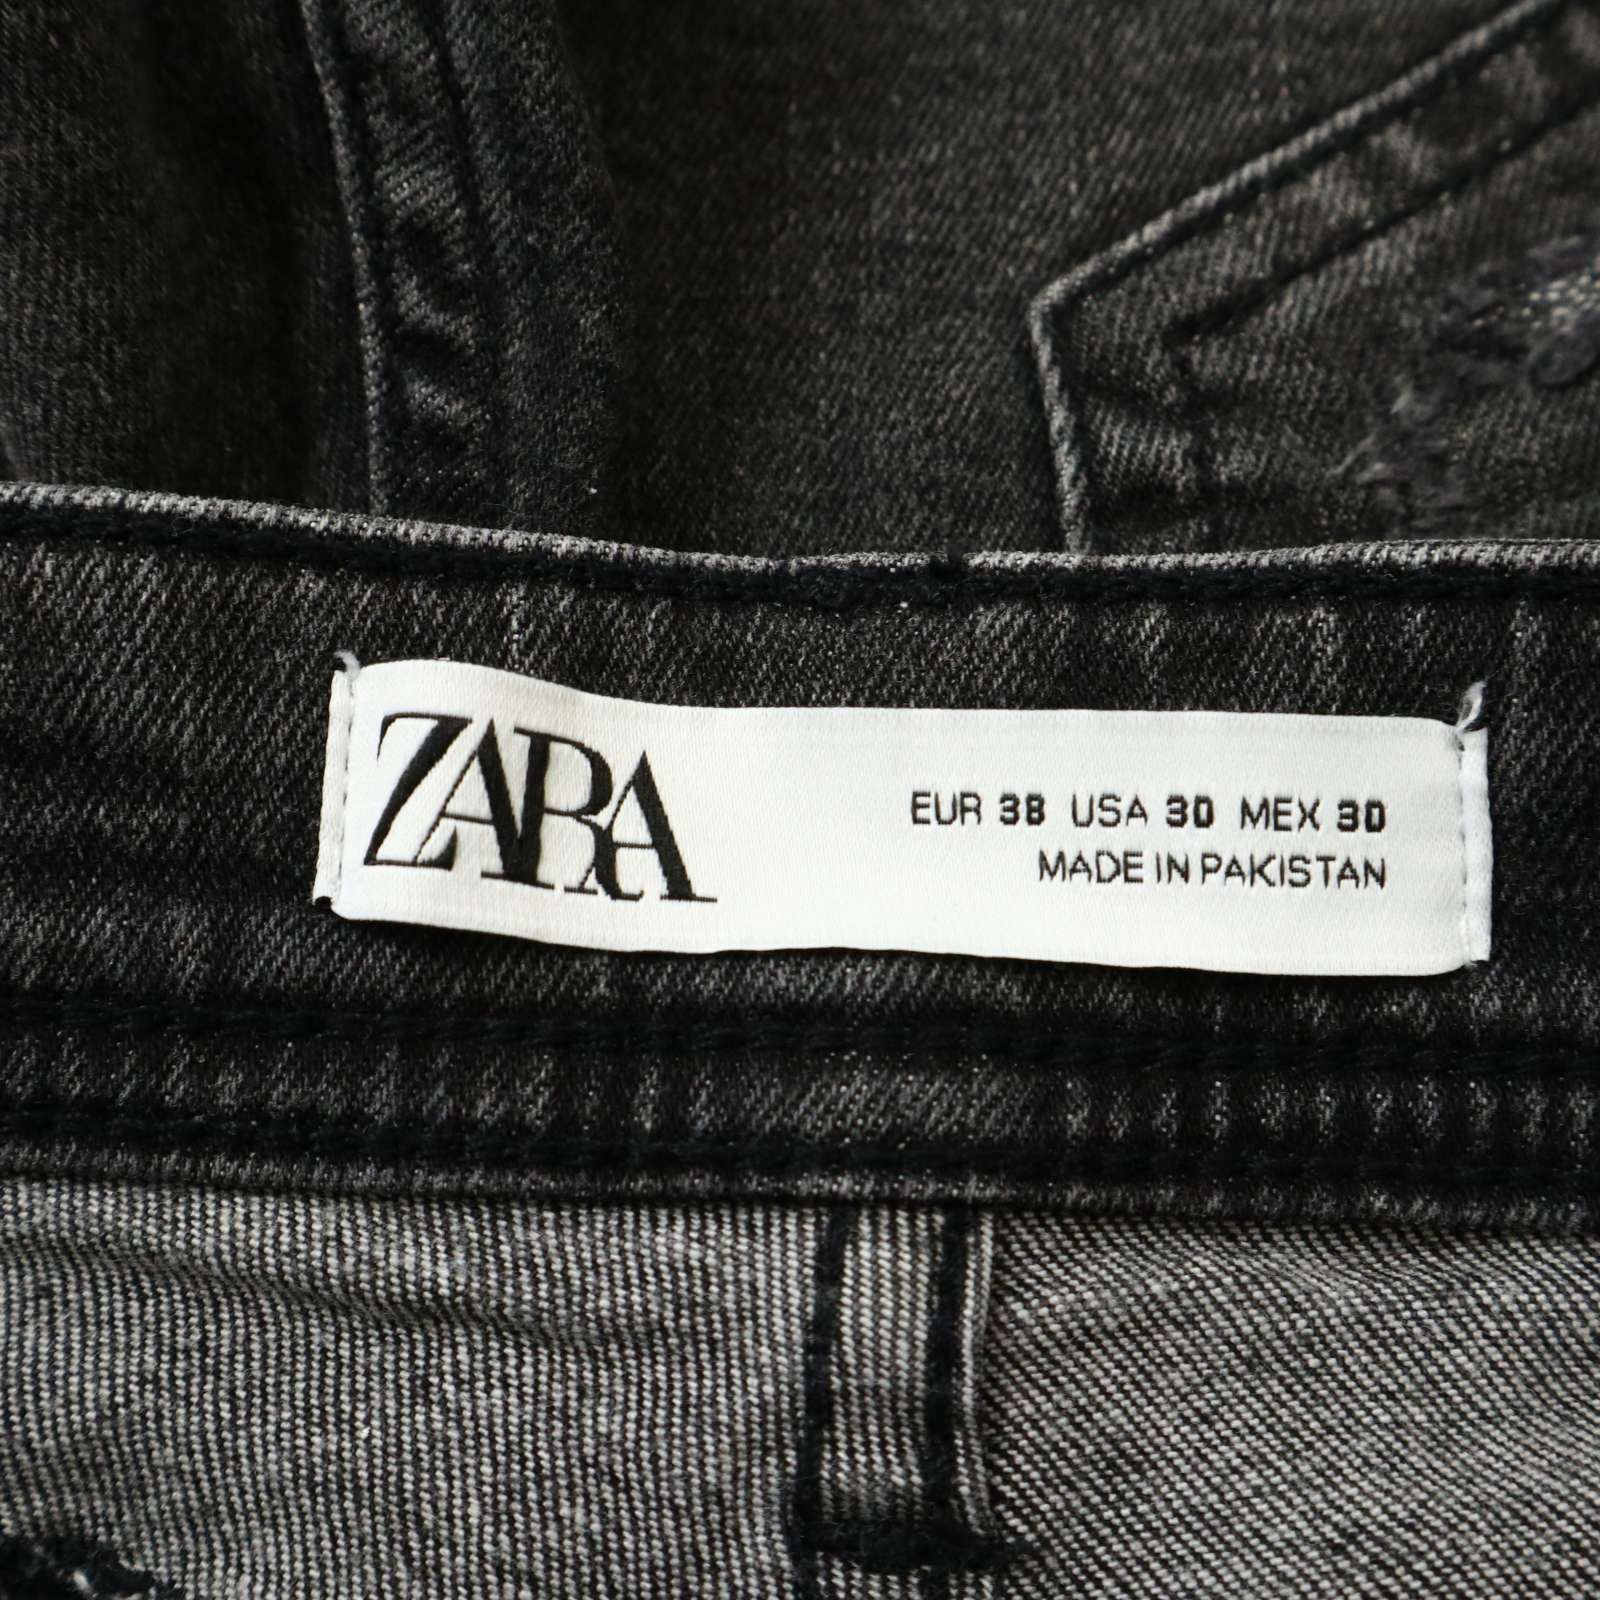 ZARA
EUR 38 USA 30 MEX 30
MADE IN PAKISTAN